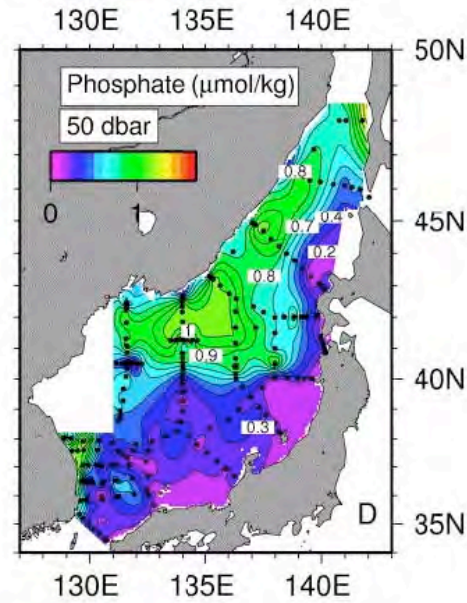 130E 135E 140E
50N
Phosphate (μmol/kg)
50 dbar
0 1
0.8
0.7
0.4
45N
0.2
0.8
1
0.9
40N
0.3
D
35N
130E 135E 140E